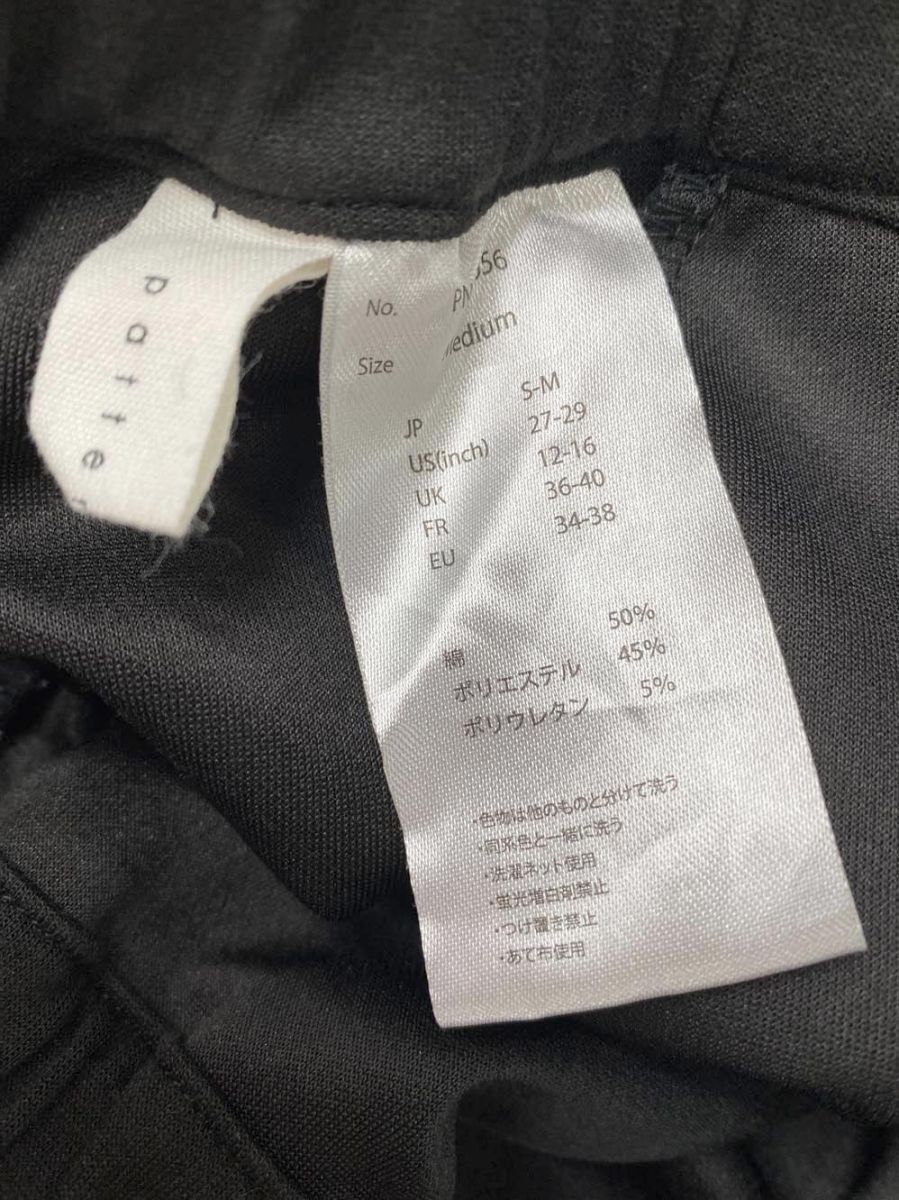 patte
No. 556
Size Medium
JP S-M
US(inch) 27-29
UK 12-16
FR 36-40
EU 34-38
綿 50%
ポリエステル 45%
ポリウレタン 5%
・色物は他のものと分けて洗う
・同系色と一緒に洗う
・洗濯ネット使用
・蛍光増白剤禁止
・つけ置き禁止
・あて布使用